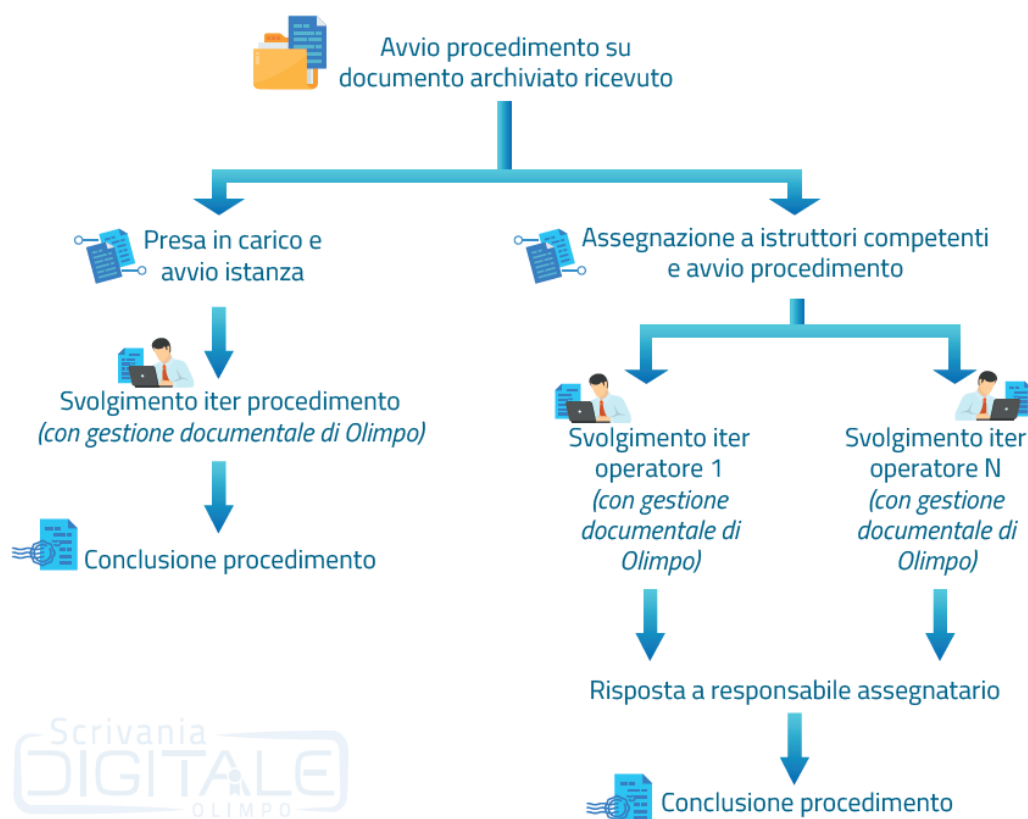 Avvio procedimento su
documento archiviato ricevuto
Presa in carico e
avvio istanza
Assegnazione a istruttori competenti
e avvio procedimento
Svolgimento iter procedimento
(con gestione documentale di Olimpo)
Svolgimento iter
operatore 1
(con gestione
documentale di
Olimpo)
Svolgimento iter
operatore N
(con gestione
documentale di
Olimpo)
Conclusione procedimento
Risposta a responsabile assegnatario
Conclusione procedimento
Scrivania
DIGITALE
OLIMPO